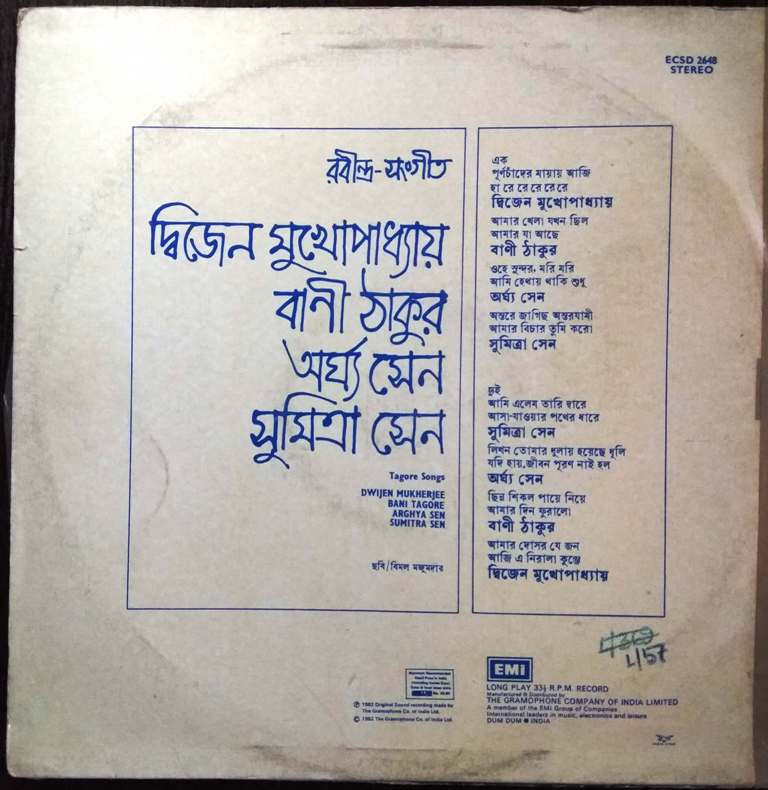 ECSD 2648
STEREO
রবীন্দ্র-সংগীত
দ্বিজেন মুখোপাধ্যায়
বাণী ঠাকুর
অর্ঘ্য সেন
সুমিত্রা সেন
Tagore Songs
DWIJEN MUKHERJEE
BANI TAGORE
ARGHYA SEN
SUMITRA SEN
ছবি/বিমল মজুমদার
এক
পূর্ণচাঁদের মায়ায় আজি
হা রে রে রে রে রে
দ্বিজেন মুখোপাধ্যায়
আমার খেলা যখন ছিল
আমার যা আছে
বাণী ঠাকুর
ওহে সুন্দর, মরি মরি
আমি হেথায় থাকি শুধু
অর্ঘ্য সেন
অন্তরে জাগিছ অন্তরযামী
আমার বিচার তুমি করো
সুমিত্রা সেন
দুই
আমি এলেম তারি দ্বারে
আসা-যাওয়ার পথের ধারে
সুমিত্রা সেন
লিখন তোমার ধুলায় হয়েছে ধূলি
যদি হায়, জীবন পূরণ নাই হল
অর্ঘ্য সেন
ছিন্ন শিকল পায়ে নিয়ে
আমার দিন ফুরালো
বাণী ঠাকুর
আমার দোসর যে জন
আজি এ নিরালা কুঞ্জে
দ্বিজেন মুখোপাধ্যায়
L/57
EMI
LONG PLAY 33⅓ R.P.M. RECORD
Manufactured & Distributed by
THE GRAMOPHONE COMPANY OF INDIA LIMITED
A member of the EMI Group of Companies
International leaders in music, electronics and leisure
DUM DUM ● INDIA
℗ 1982 Original Sound recording made by
The Gramophone Co. of India Ltd.
© 1982 The Gramophone Co. of India Ltd.